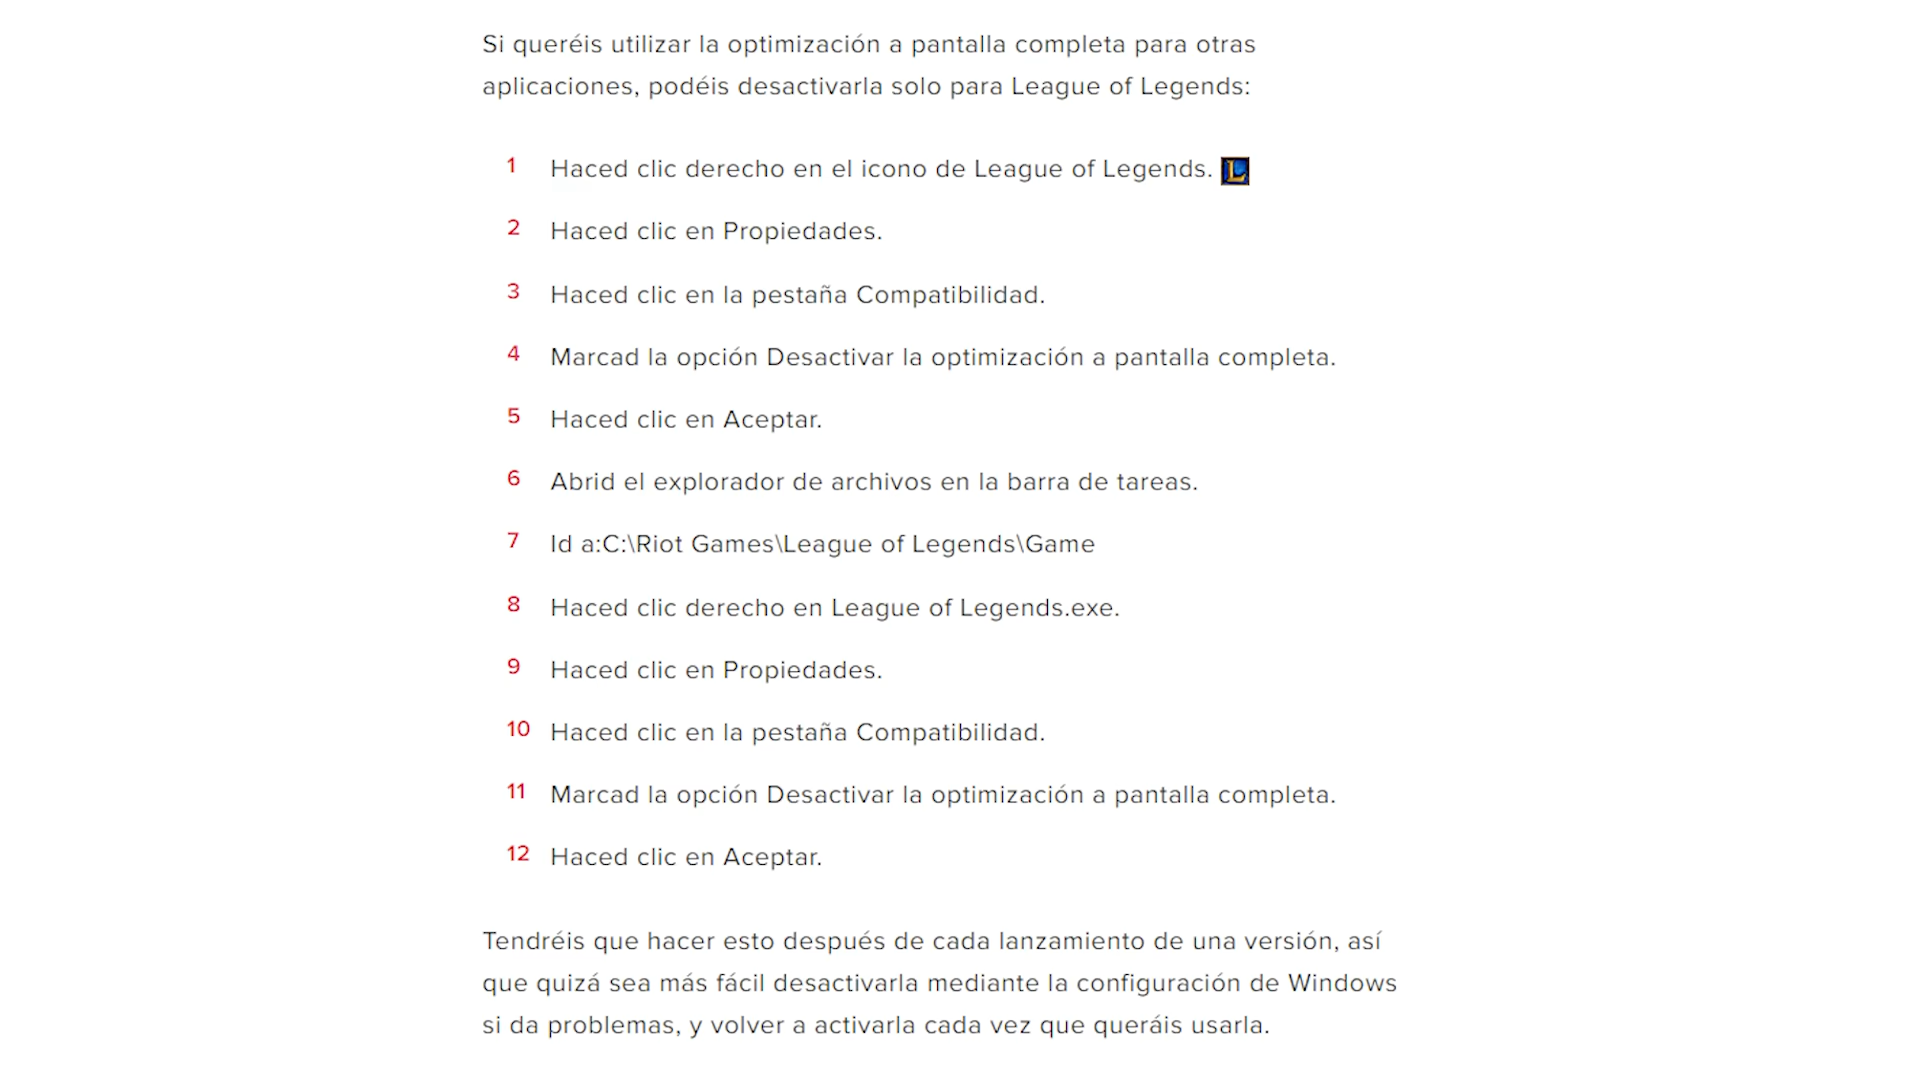 Si queréis utilizar la optimización a pantalla completa para otras
aplicaciones, podéis desactivarla solo para League of Legends:
1 Haced clic derecho en el icono de League of Legends. L
2 Haced clic en Propiedades.
3 Haced clic en la pestaña Compatibilidad.
4 Marcad la opción Desactivar la optimización a pantalla completa.
5 Haced clic en Aceptar.
6 Abrid el explorador de archivos en la barra de tareas.
7 Id a:C:\Riot Games\League of Legends\Game
8 Haced clic derecho en League of Legends.exe.
9 Haced clic en Propiedades.
10 Haced clic en la pestaña Compatibilidad.
11 Marcad la opción Desactivar la optimización a pantalla completa.
12 Haced clic en Aceptar.
Tendréis que hacer esto después de cada lanzamiento de una versión, así
que quizá sea más fácil desactivarla mediante la configuración de Windows
si da problemas, y volver a activarla cada vez que queráis usarla.